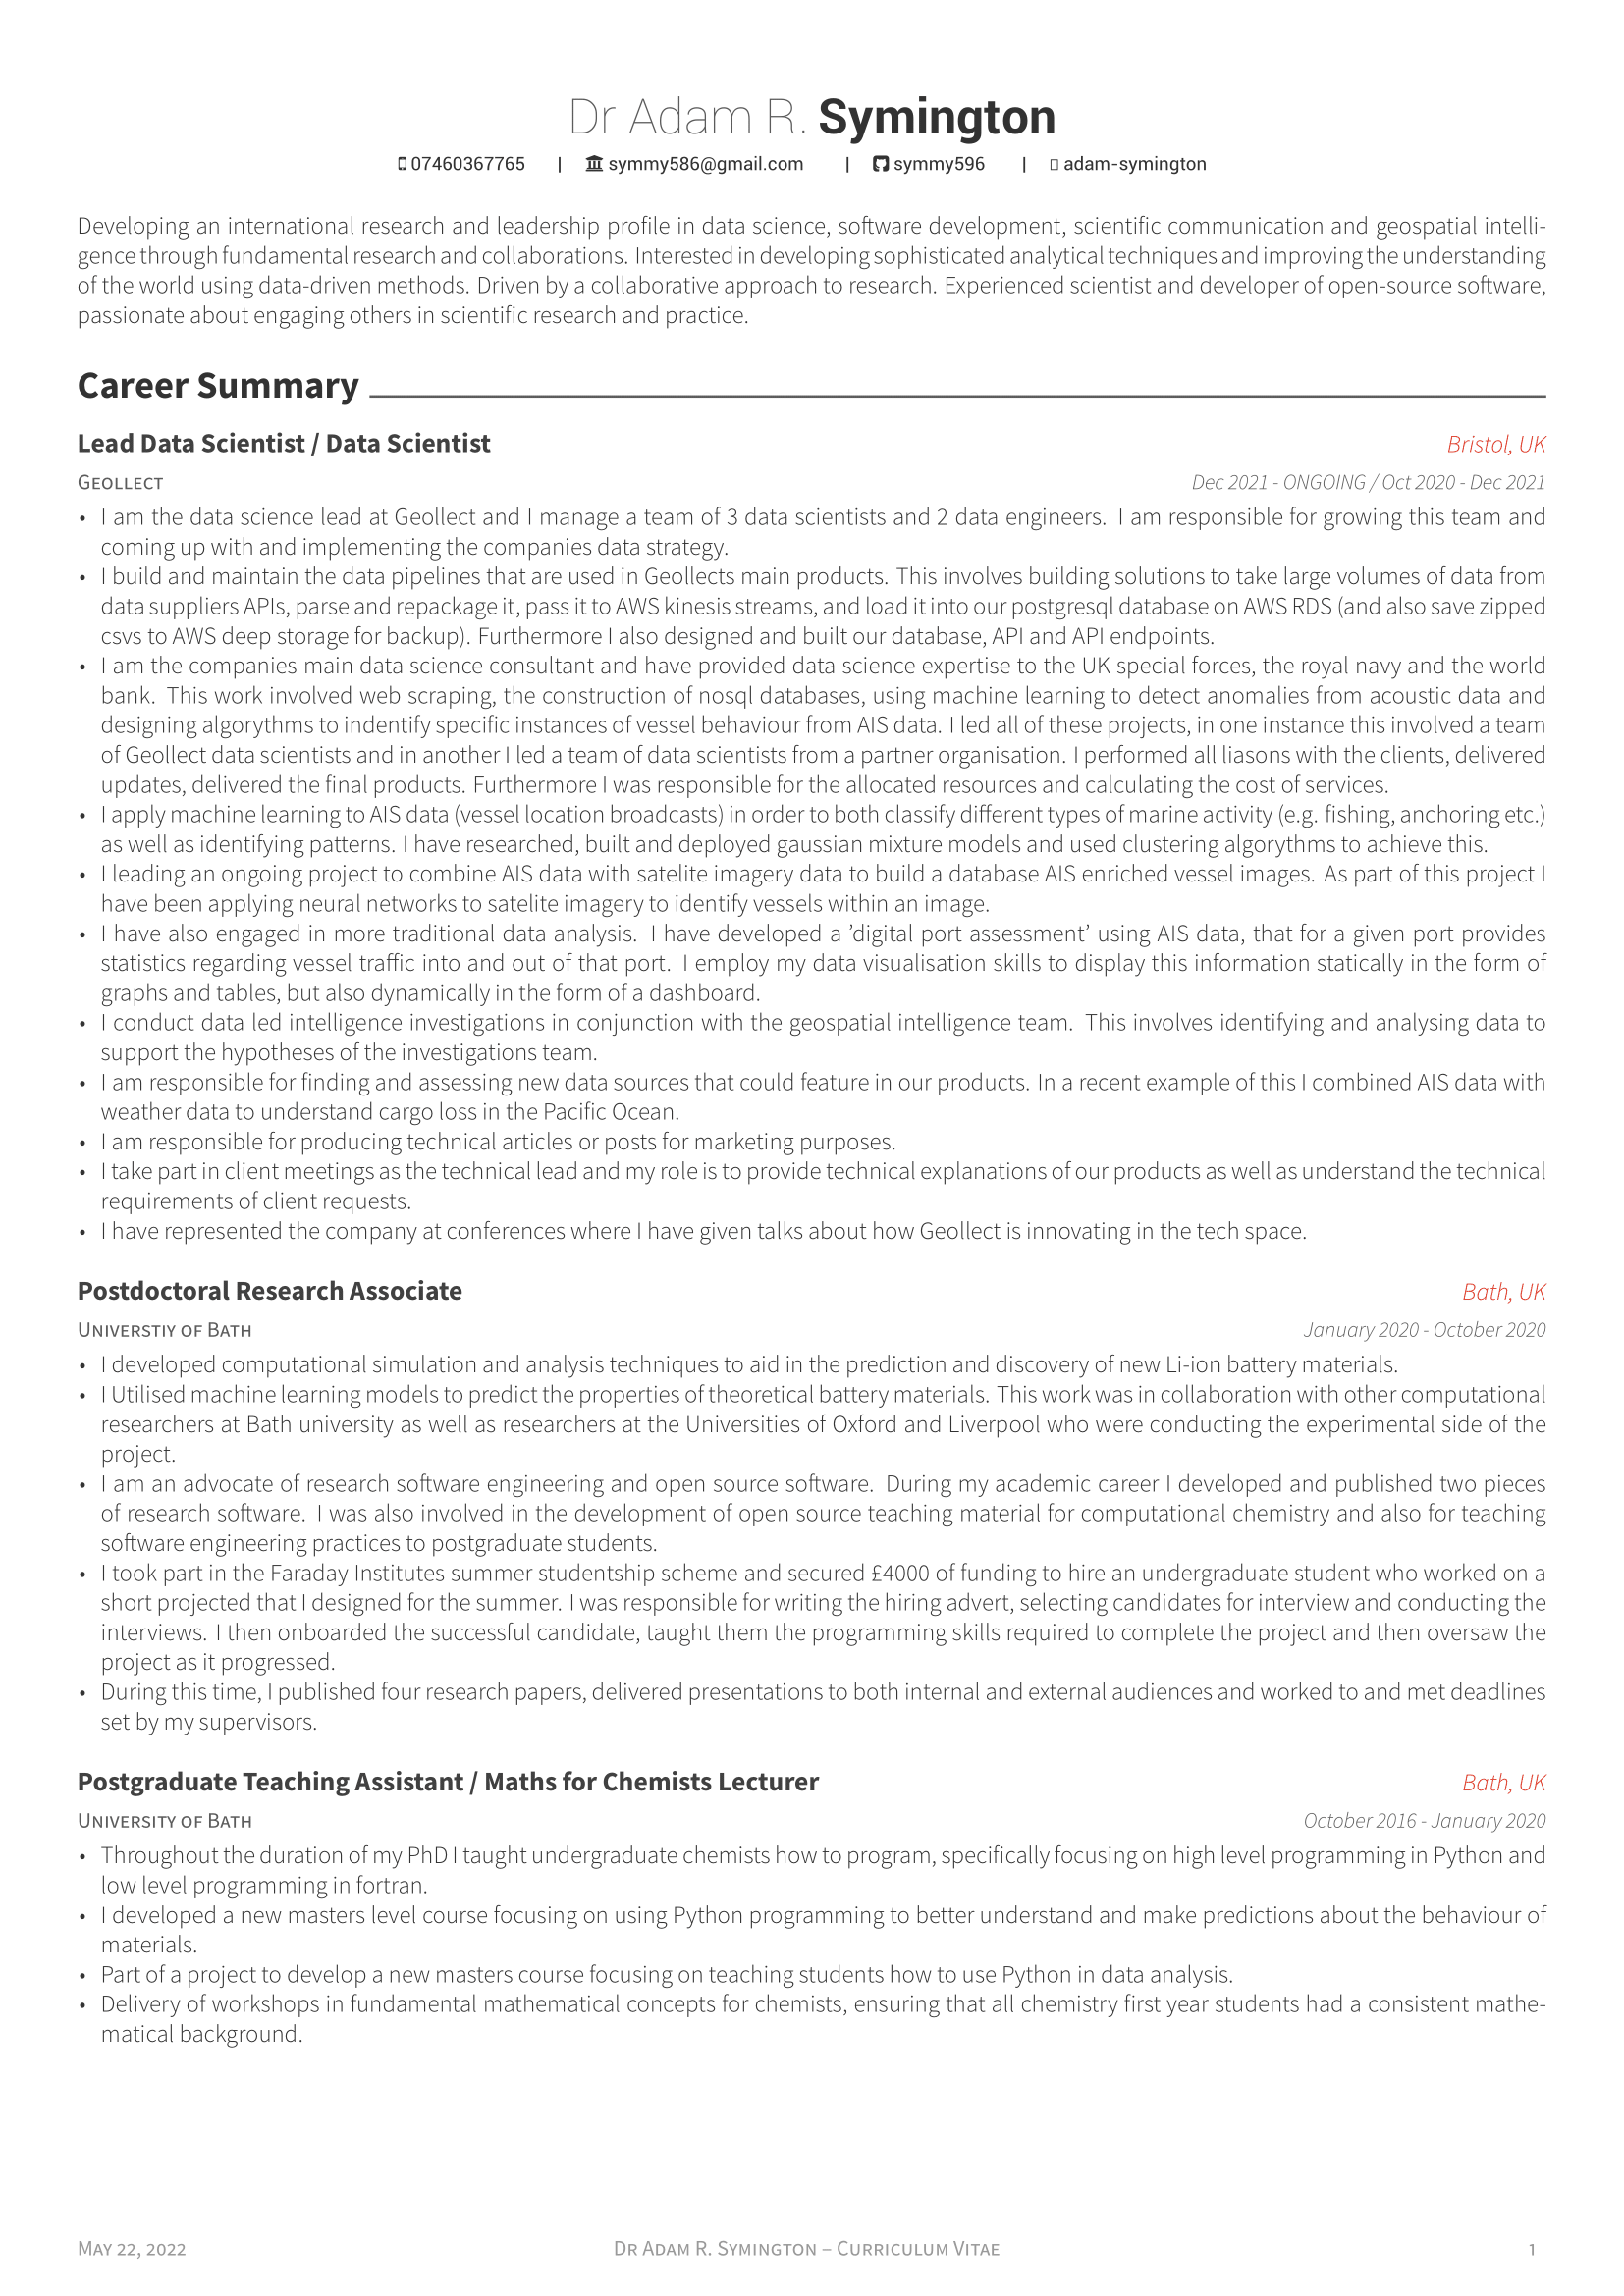 Dr Adam R. Symington
07460367765 | symmy586@gmail.com | symmy596 | adam-symington
Developing an international research and leadership profile in data science, software development, scientific communication and geospatial intelli-
gence through fundamental research and collaborations. Interested in developing sophisticated analytical techniques and improving the understanding
of the world using data-driven methods. Driven by a collaborative approach to research. Experienced scientist and developer of open-source software,
passionate about engaging others in scientific research and practice.
Career Summary
Lead Data Scientist / Data Scientist Bristol, UK
Geollect Dec 2021 - ONGOING / Oct 2020 - Dec 2021
• I am the data science lead at Geollect and I manage a team of 3 data scientists and 2 data engineers. I am responsible for growing this team and
coming up with and implementing the companies data strategy.
• I build and maintain the data pipelines that are used in Geollects main products. This involves building solutions to take large volumes of data from
data suppliers APIs, parse and repackage it, pass it to AWS kinesis streams, and load it into our postgresql database on AWS RDS (and also save zipped
csvs to AWS deep storage for backup). Furthermore I also designed and built our database, API and API endpoints.
• I am the companies main data science consultant and have provided data science expertise to the UK special forces, the royal navy and the world
bank. This work involved web scraping, the construction of nosql databases, using machine learning to detect anomalies from acoustic data and
designing algorythms to indentify specific instances of vessel behaviour from AIS data. I led all of these projects, in one instance this involved a team
of Geollect data scientists and in another I led a team of data scientists from a partner organisation. I performed all liasons with the clients, delivered
updates, delivered the final products. Furthermore I was responsible for the allocated resources and calculating the cost of services.
• I apply machine learning to AIS data (vessel location broadcasts) in order to both classify different types of marine activity (e.g. fishing, anchoring etc.)
as well as identifying patterns. I have researched, built and deployed gaussian mixture models and used clustering algorythms to achieve this.
• I leading an ongoing project to combine AIS data with satelite imagery data to build a database AIS enriched vessel images. As part of this project I
have been applying neural networks to satelite imagery to identify vessels within an image.
• I have also engaged in more traditional data analysis. I have developed a ’digital port assessment’ using AIS data, that for a given port provides
statistics regarding vessel traffic into and out of that port. I employ my data visualisation skills to display this information statically in the form of
graphs and tables, but also dynamically in the form of a dashboard.
• I conduct data led intelligence investigations in conjunction with the geospatial intelligence team. This involves identifying and analysing data to
support the hypotheses of the investigations team.
• I am responsible for finding and assessing new data sources that could feature in our products. In a recent example of this I combined AIS data with
weather data to understand cargo loss in the Pacific Ocean.
• I am responsible for producing technical articles or posts for marketing purposes.
• I take part in client meetings as the technical lead and my role is to provide technical explanations of our products as well as understand the technical
requirements of client requests.
• I have represented the company at conferences where I have given talks about how Geollect is innovating in the tech space.
Postdoctoral Research Associate Bath, UK
Universtiy of Bath January 2020 - October 2020
• I developed computational simulation and analysis techniques to aid in the prediction and discovery of new Li-ion battery materials.
• I Utilised machine learning models to predict the properties of theoretical battery materials. This work was in collaboration with other computational
researchers at Bath university as well as researchers at the Universities of Oxford and Liverpool who were conducting the experimental side of the
project.
• I am an advocate of research software engineering and open source software. During my academic career I developed and published two pieces
of research software. I was also involved in the development of open source teaching material for computational chemistry and also for teaching
software engineering practices to postgraduate students.
• I took part in the Faraday Institutes summer studentship scheme and secured £4000 of funding to hire an undergraduate student who worked on a
short projected that I designed for the summer. I was responsible for writing the hiring advert, selecting candidates for interview and conducting the
interviews. I then onboarded the successful candidate, taught them the programming skills required to complete the project and then oversaw the
project as it progressed.
• During this time, I published four research papers, delivered presentations to both internal and external audiences and worked to and met deadlines
set by my supervisors.
Postgraduate Teaching Assistant / Maths for Chemists Lecturer Bath, UK
University of Bath October 2016 - January 2020
• Throughout the duration of my PhD I taught undergraduate chemists how to program, specifically focusing on high level programming in Python and
low level programming in fortran.
• I developed a new masters level course focusing on using Python programming to better understand and make predictions about the behaviour of
materials.
• Part of a project to develop a new masters course focusing on teaching students how to use Python in data analysis.
• Delivery of workshops in fundamental mathematical concepts for chemists, ensuring that all chemistry first year students had a consistent mathe-
matical background.
May 22, 2022 Dr Adam R. Symington – Curriculum Vitae 1